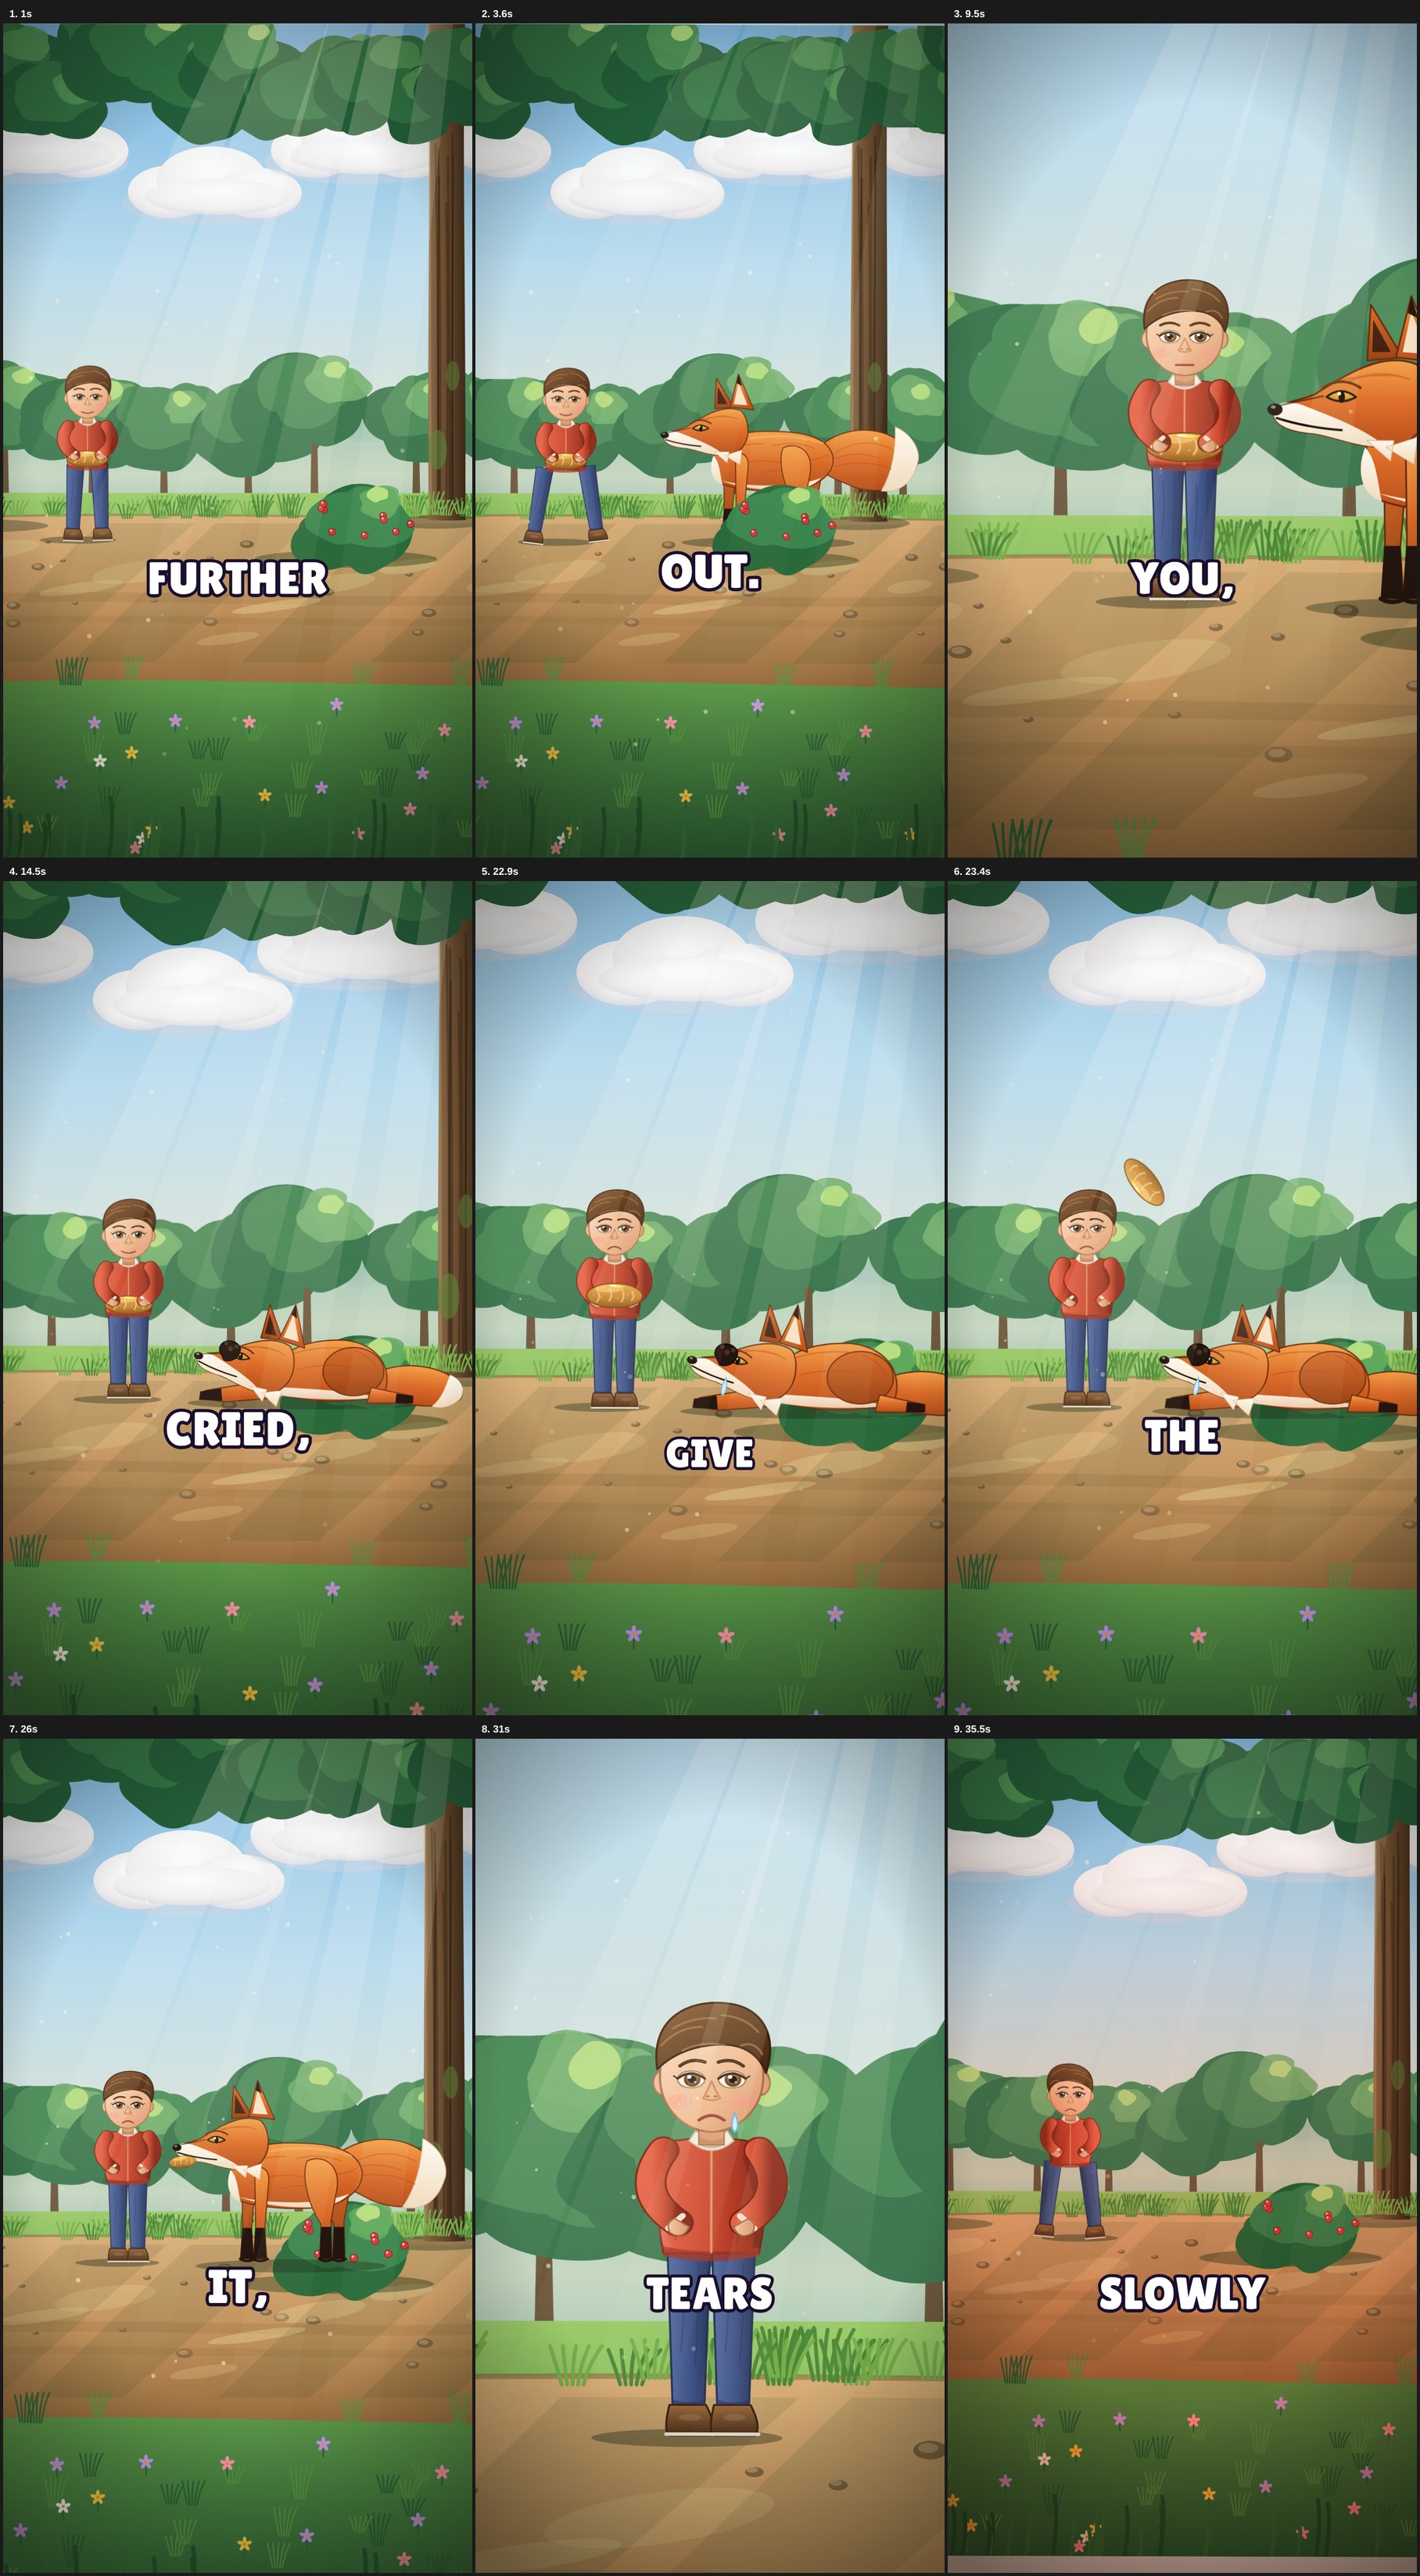 1. 1s
2. 3.6s
3. 9.5s
FURTHER
OUT.
YOU,
4. 14.5s
5. 22.9s
6. 23.4s
CRIED,
GIVE
THE
7. 26s
8. 31s
9. 35.5s
IT,
TEARS
SLOWLY